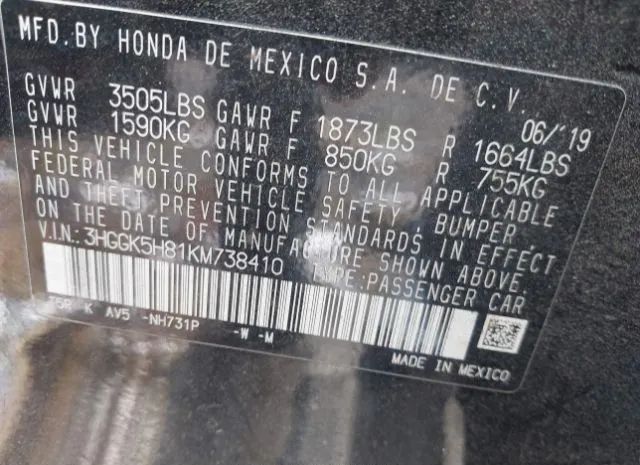 MFD.BY HONDA DE MEXICO S.A. DE C.V.
06/'19
GVWR 3505LBS GAWR F 1873LBS R 1664LBS
GVWR 1590KG GAWR F 850KG R 755KG
THIS VEHICLE CONFORMS TO ALL APPLICABLE
FEDERAL MOTOR VEHICLE SAFETY, BUMPER,
AND THEFT PREVENTION STANDARDS IN EFFECT
ON THE DATE OF MANUFACTURE SHOWN ABOVE.
V.I.N.: 3HGGK5H81KM738410 TYPE:PASSENGER CAR
K AV5 -NH731P -W -M
MADE IN MEXICO